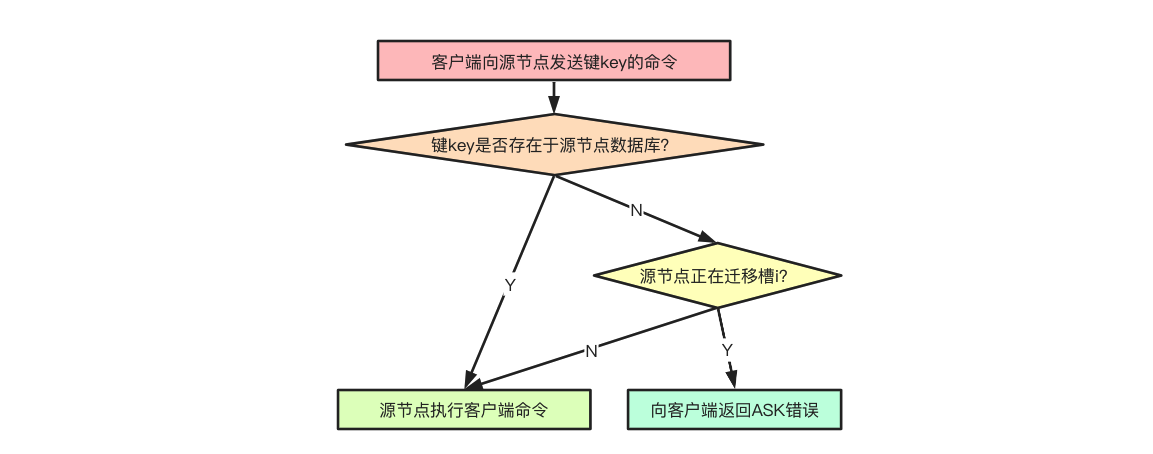 客户端向源节点发送键key的命令
键key是否存在于源节点数据库?
N
源节点正在迁移槽i?
Y
N
Y
源节点执行客户端命令
向客户端返回ASK错误